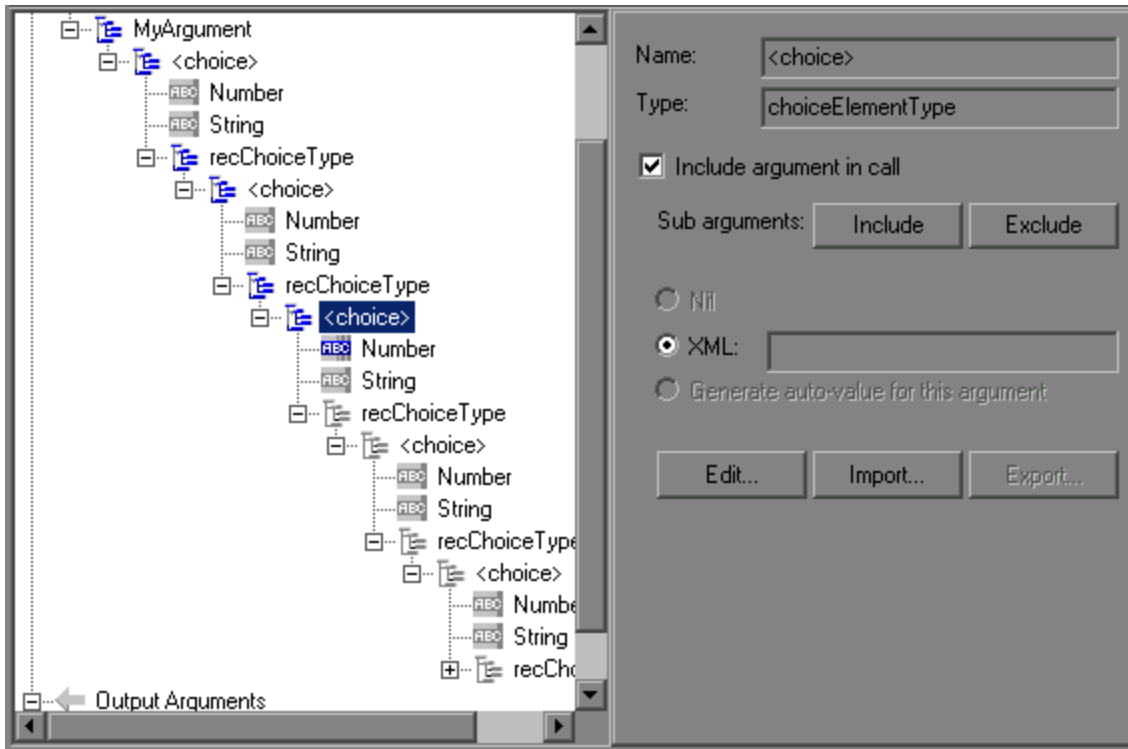 MyArgument
<choice>
Number
String
recChoiceType
<choice>
Number
String
recChoiceType
<choice>
Number
String
recChoiceType
<choice>
Number
String
recChoiceType
<choice>
Numbe
String
recCho
Output Arguments
Name: <choice>
Type: choiceElementType
Include argument in call
Sub arguments: Include Exclude
Nil
XML:
Generate auto-value for this argument
Edit... Import... Export...